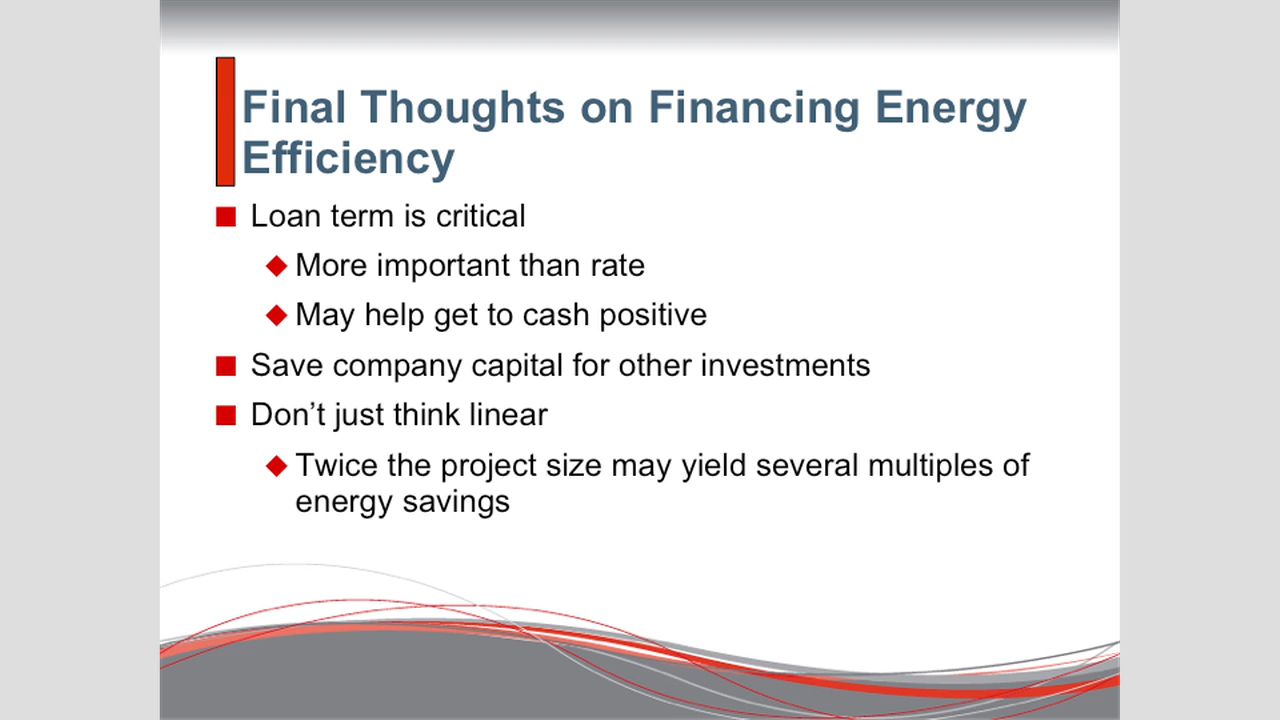 Final Thoughts on Financing Energy
Efficiency
Loan term is critical
More important than rate
May help get to cash positive
Save company capital for other investments
Don’t just think linear
Twice the project size may yield several multiples of
energy savings